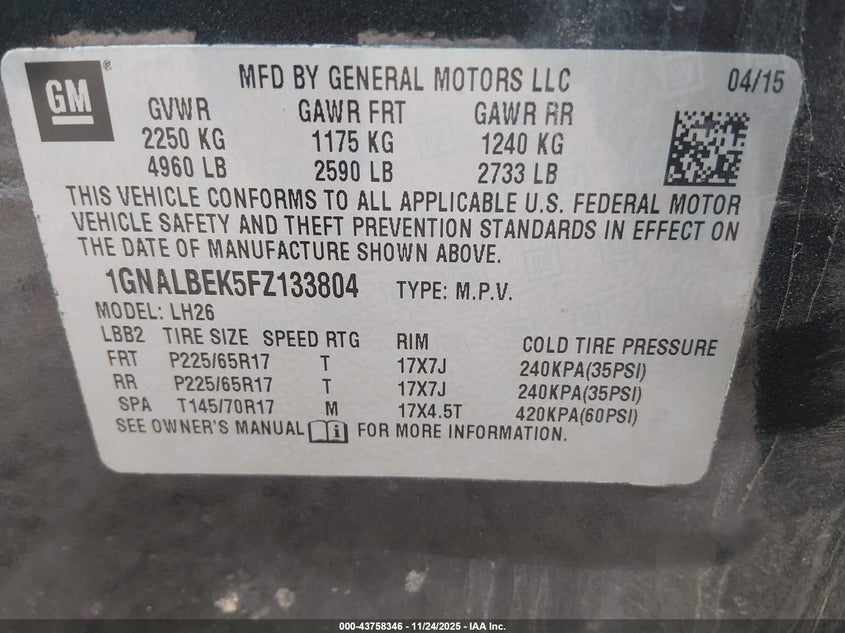 GM®
MFD BY GENERAL MOTORS LLC 04/15
GVWR GAWR FRT GAWR RR
2250 KG 1175 KG 1240 KG
4960 LB 2590 LB 2733 LB
THIS VEHICLE CONFORMS TO ALL APPLICABLE U.S. FEDERAL MOTOR
VEHICLE SAFETY AND THEFT PREVENTION STANDARDS IN EFFECT ON
THE DATE OF MANUFACTURE SHOWN ABOVE.
1GNALBEK5FZ133804 TYPE: M.P.V.
MODEL: LH26
LBB2 TIRE SIZE SPEED RTG RIM COLD TIRE PRESSURE
FRT P225/65R17 T 17X7J 240KPA(35PSI)
RR P225/65R17 T 17X7J 240KPA(35PSI)
SPA T145/70R17 M 17X4.5T 420KPA(60PSI)
SEE OWNER'S MANUAL i FOR MORE INFORMATION.
000-43758346 - 11/24/2025 - IAA Inc.